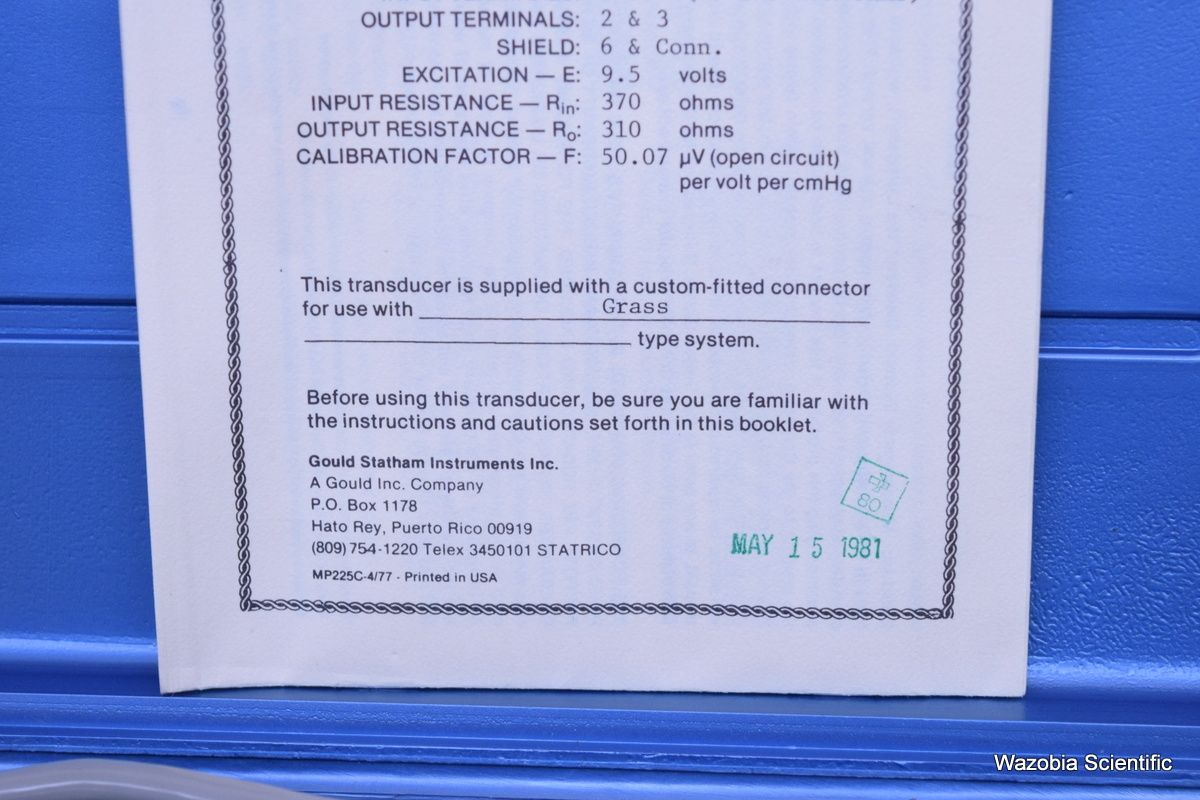 OUTPUT TERMINALS: 2 & 3
SHIELD: 6 & Conn.
EXCITATION — E: 9.5 volts
INPUT RESISTANCE — Rin: 370 ohms
OUTPUT RESISTANCE — Ro: 310 ohms
CALIBRATION FACTOR — F: 50.07 µV (open circuit)
per volt per cmHg
This transducer is supplied with a custom-fitted connector
for use with Grass
type system.
Before using this transducer, be sure you are familiar with
the instructions and cautions set forth in this booklet.
Gould Statham Instruments Inc.
A Gould Inc. Company
P.O. Box 1178
Hato Rey, Puerto Rico 00919
(809) 754-1220 Telex 3450101 STATRICO
MP225C-4/77 - Printed in USA
80
MAY 15 1981
Wazobia Scientific